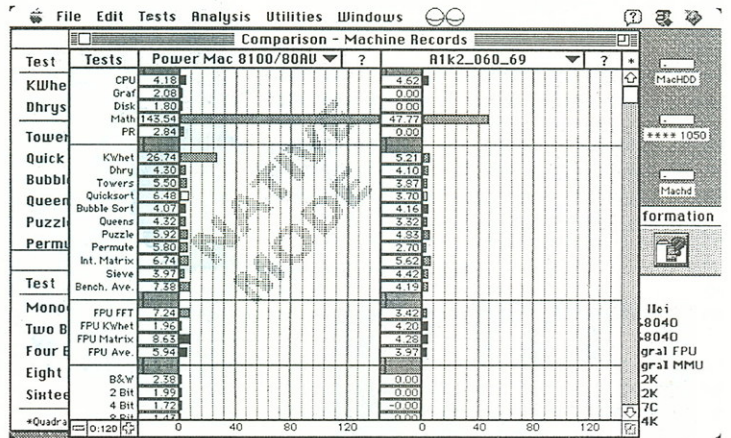 File Edit Tests Analysis Utilities Windows
Comparison - Machine Records
Tests Power Mac 8100/80AV ? A1k2_060_69 ? *
CPU 4.18 4.62
Graf 2.08 0.00
Disk 1.80 0.00
Math 143.54 47.77
PR 2.84 0.00
KWhet 26.74 5.21
Dhry 4.30 4.10
Towers 5.50 3.87
Quicksort 6.48 3.70
Bubble Sort 4.07 4.16
Queens 4.32 3.32
Puzzle 5.92 4.83
Permute 5.80 2.70
Int. Matrix 6.74 5.62
Sieve 3.97 4.42
Bench. Ave. 7.38 4.19
FPU FFT 7.24 3.42
FPU KWhet 1.96 4.20
FPU Matrix 8.63 4.28
FPU Ave. 5.94 3.97
B&W 2.38 0.00
2 Bit 1.99 0.00
4 Bit 1.72 -0.00
8 Bit 1.43 0.00
0:120 0 40 80 120 0 40 80 120
NATIVE
MODE
Test
KWhe
Dhrys
Tower
Quick
Bubbl
Queen
Puzzl
Permu
Test
Mono
Two B
Four B
Eight
Sixtee
*Quadra
MacHDD
**** 1050
Machd
formation
IIci
8040
8040
gral FPU
gral MMU
2K
2K
7C
4K